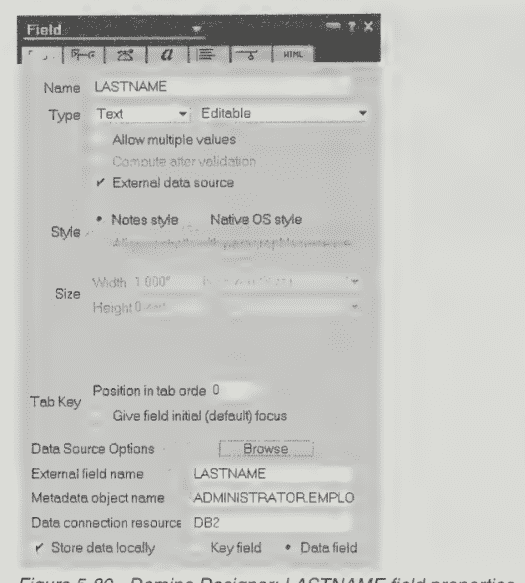 Field
? X
a
HTML
Name LASTNAME
Type Text Editable
Allow multiple values
Compute after validation
External data source
Style
Notes style Native OS style
Size
Width 1.000"
Height 0
Tab Key
Position in tab orde 0
Give field initial (default) focus
Data Source Options Browse
External field name LASTNAME
Metadata object name ADMINISTRATOR.EMPLO
Data connection resource DB2
Store data locally Key field Data field
Domino Designer: LASTNAME field properties